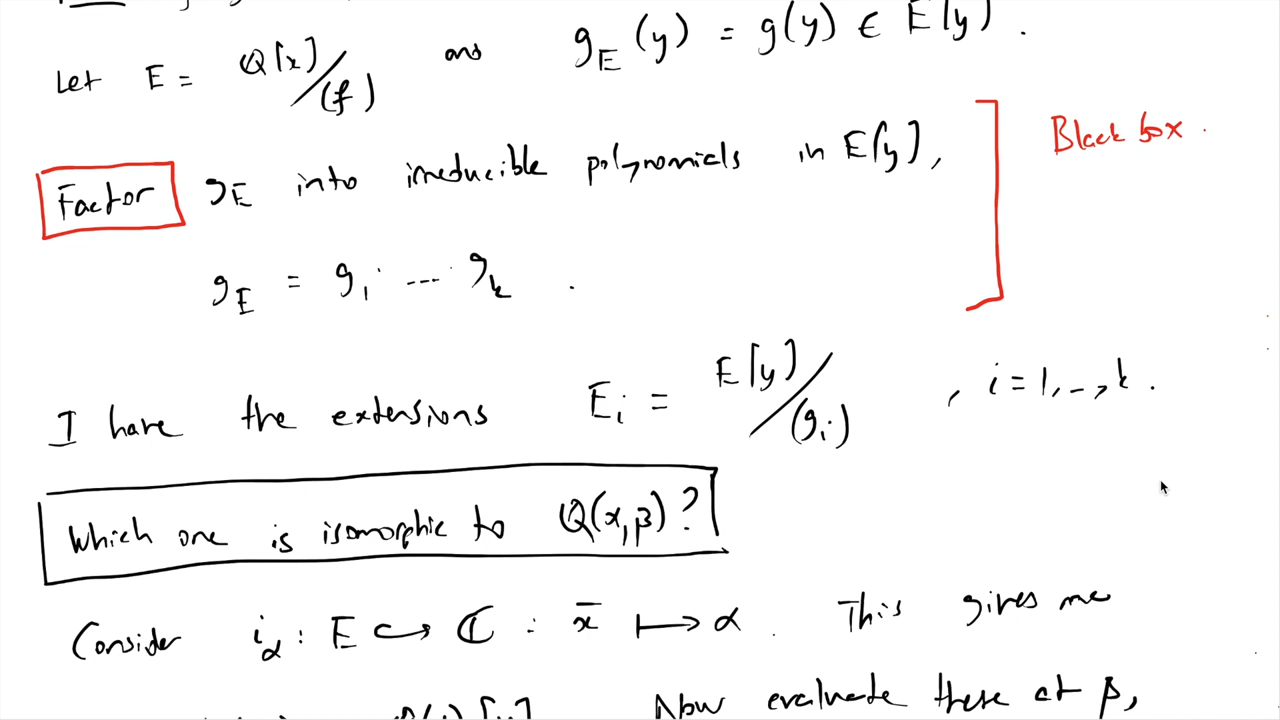 Let E = Q[x]/(f) and g_E(y) = g(y) ∈ E[y].
Factor g_E into irreducible polynomials in E[y],
Black box.
g_E = g_1 ... g_k.
I have the extensions E_i = E[y]/(g_i), i = 1,..,k.
Which one is isomorphic to Q(α,β)?
Consider i_α : E ↪ ℂ : x̄ ⟼ α. This gives me
Now evaluate these at β,